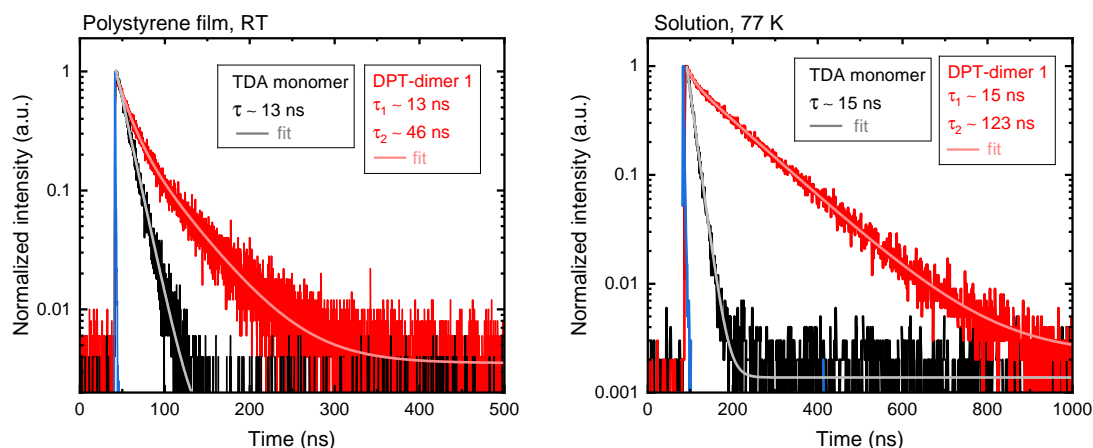 Polystyrene film, RT
Normalized intensity (a.u.)
1
0.1
0.01
TDA monomer
τ ~ 13 ns
fit
DPT-dimer 1
τ1 ~ 13 ns
τ2 ~ 46 ns
fit
0 100 200 300 400 500
Time (ns)
Solution, 77 K
Normalized intensity (a.u.)
1
0.1
0.01
0.001
TDA monomer
τ ~ 15 ns
fit
DPT-dimer 1
τ1 ~ 15 ns
τ2 ~ 123 ns
fit
0 200 400 600 800 1000
Time (ns)